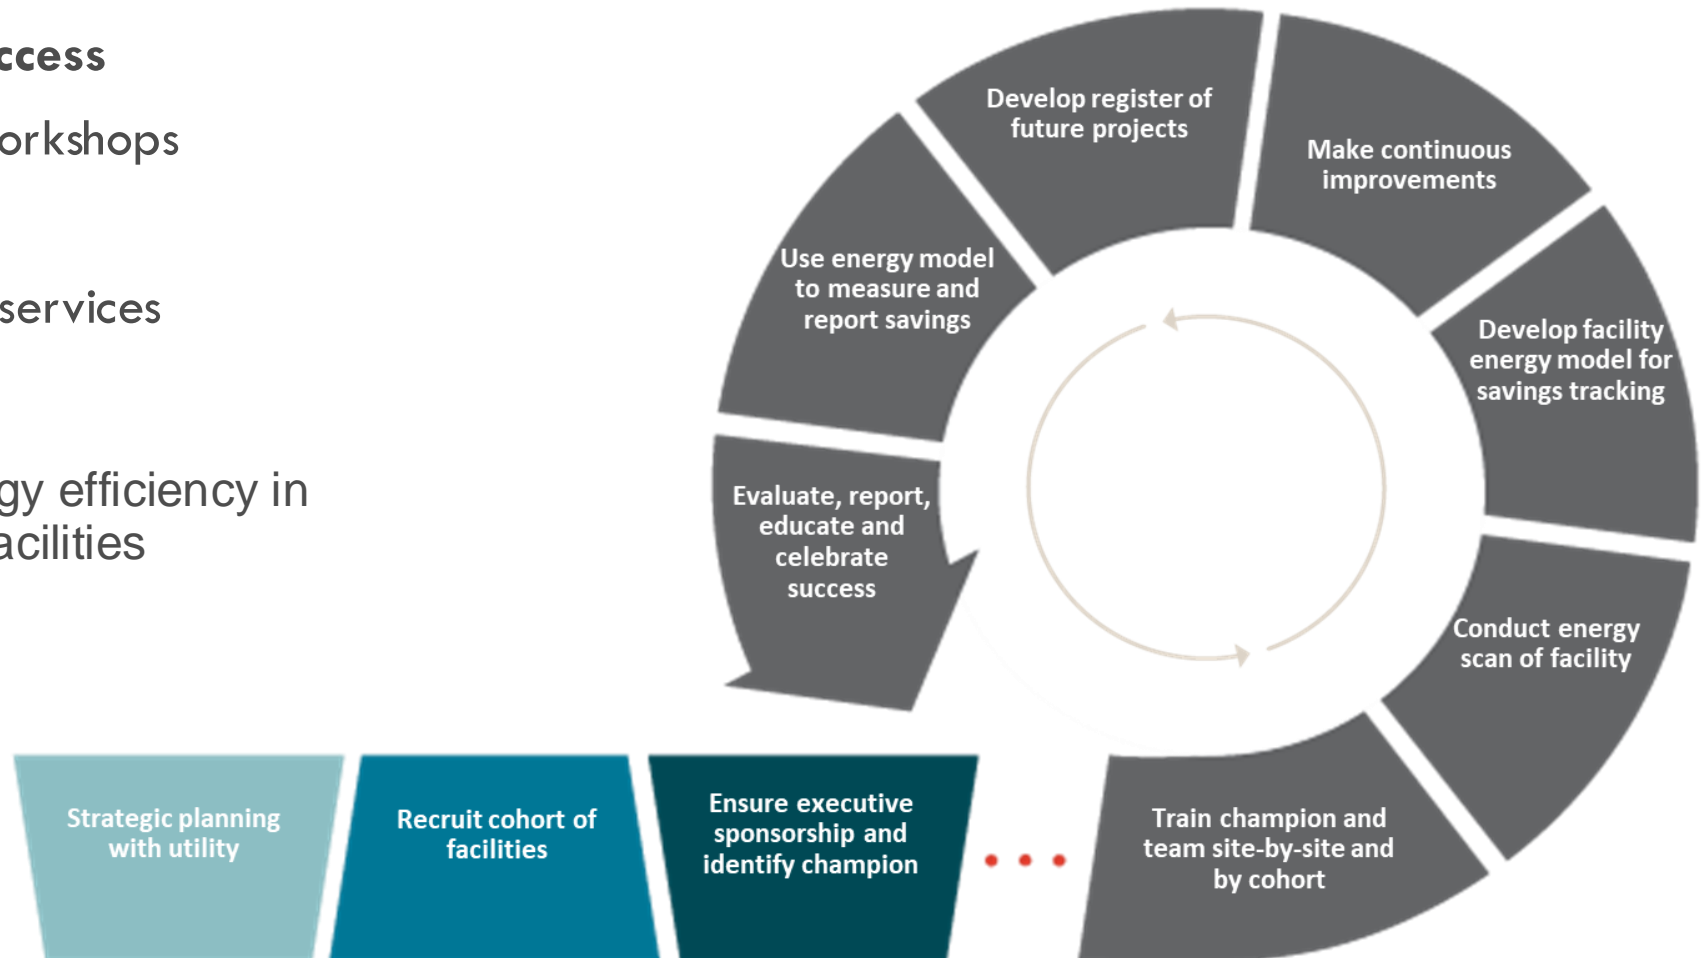 ccess
orkshops
services
gy efficiency in
acilities
Develop register of
future projects
Make continuous
improvements
Use energy model
to measure and
report savings
Develop facility
energy model for
savings tracking
Evaluate, report,
educate and
celebrate
success
Conduct energy
scan of facility
Strategic planning
with utility
Recruit cohort of
facilities
Ensure executive
sponsorship and
identify champion
Train champion and
team site-by-site and
by cohort